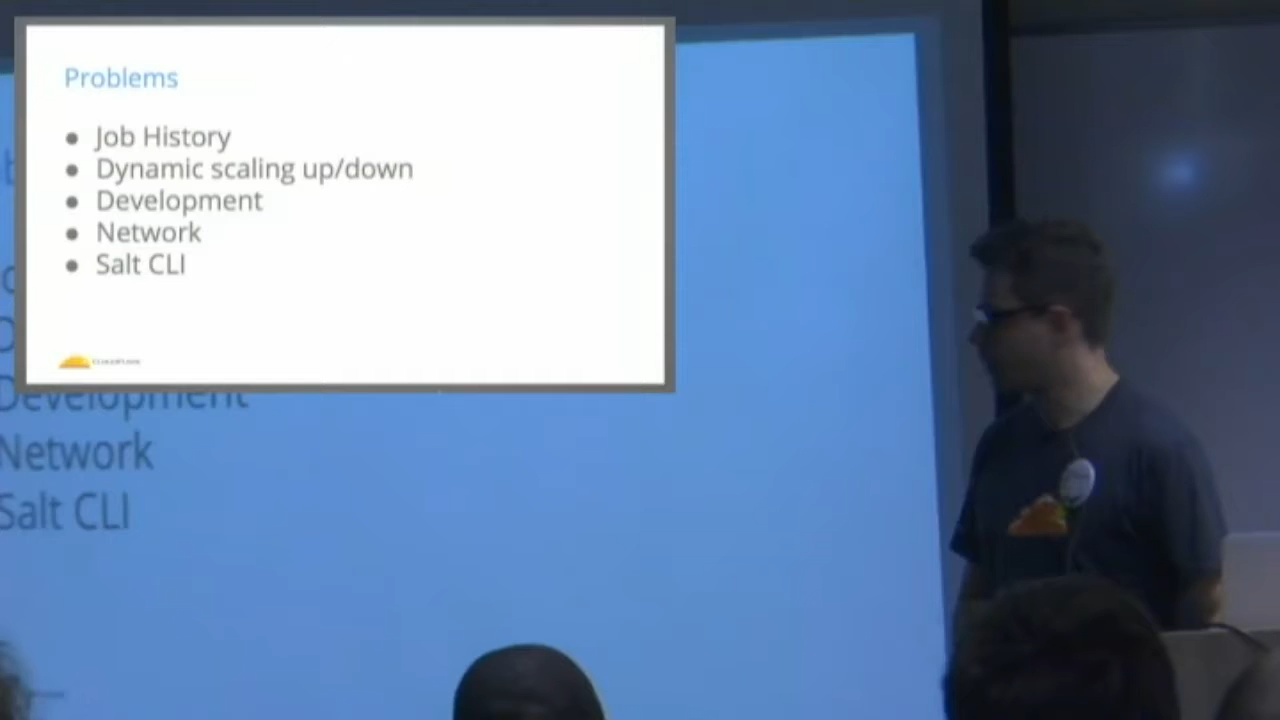 Problems
● Job History
● Dynamic scaling up/down
● Development
● Network
● Salt CLI
Development
Network
Salt CLI